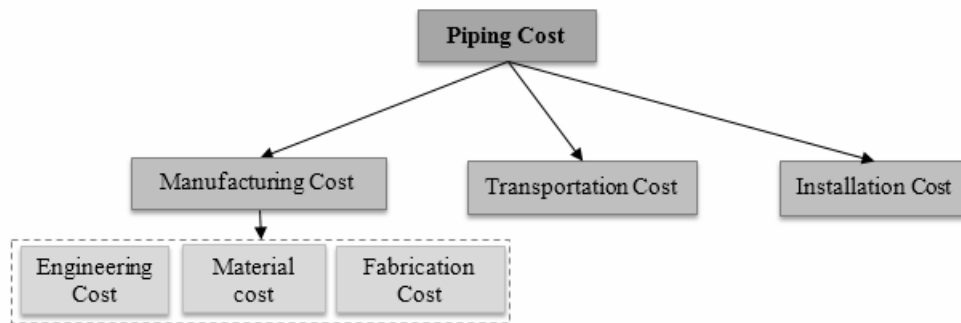 Piping Cost
Manufacturing Cost
Transportation Cost
Installation Cost
Engineering
Cost
Material
cost
Fabrication
Cost